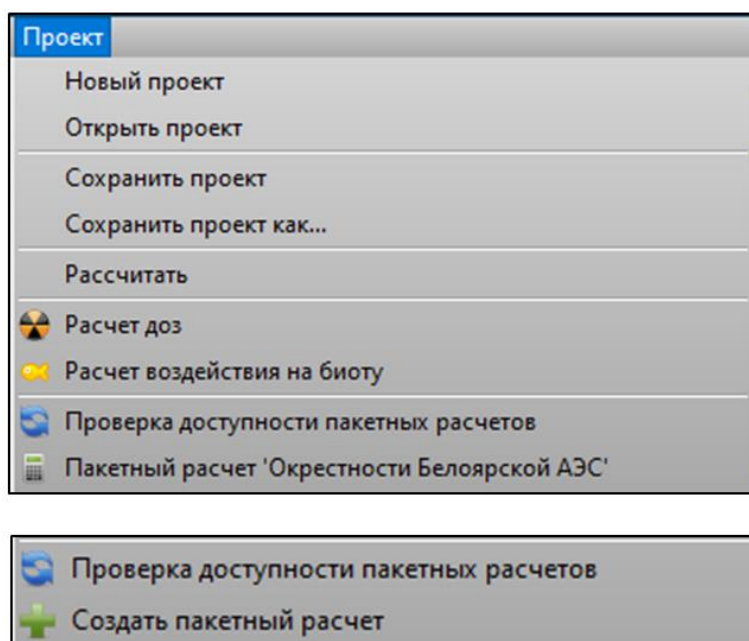 Проект
Новый проект
Открыть проект
Сохранить проект
Сохранить проект как...
Рассчитать
Расчет доз
Расчет воздействия на биоту
Проверка доступности пакетных расчетов
Пакетный расчет 'Окрестности Белоярской АЭС'
Проверка доступности пакетных расчетов
Создать пакетный расчет